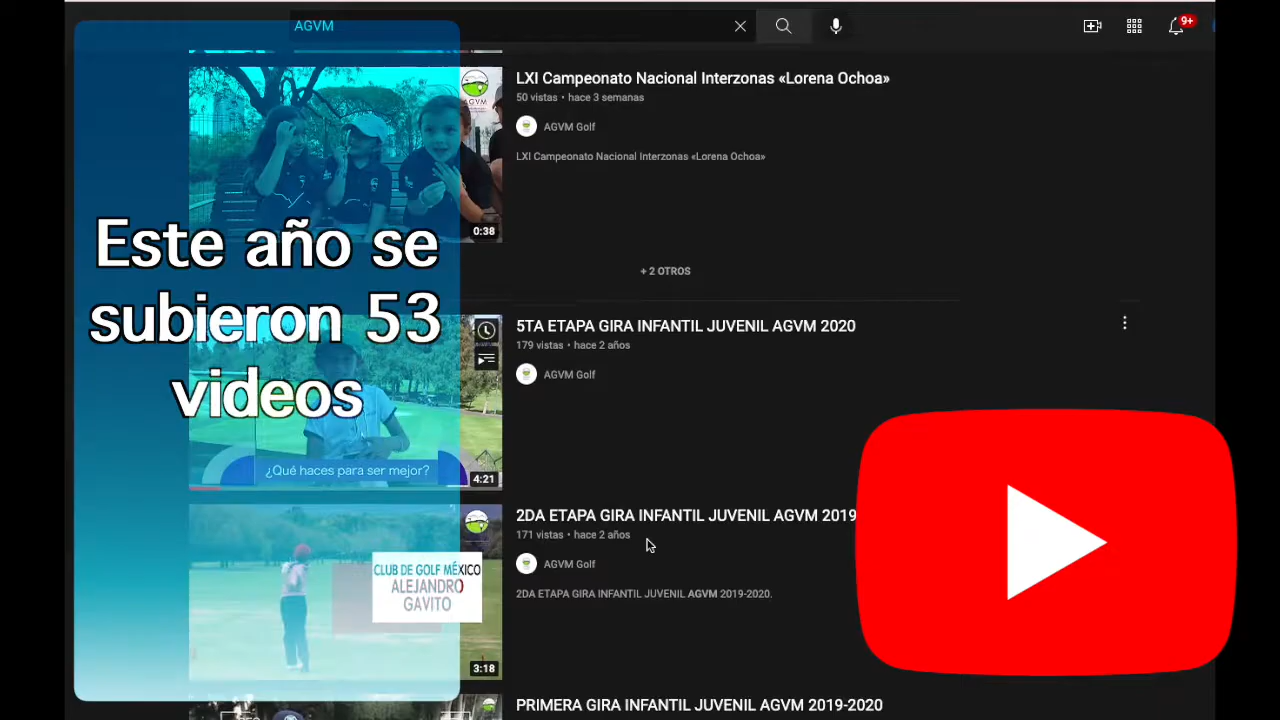 AGVM
9+
LXI Campeonato Nacional Interzonas «Lorena Ochoa»
50 vistas • hace 3 semanas
AGVM
AGVM Golf
LXI Campeonato Nacional Interzonas «Lorena Ochoa»
0:38
Este año se
subieron 53
videos
+ 2 OTROS
5TA ETAPA GIRA INFANTIL JUVENIL AGVM 2020
179 vistas • hace 2 años
AGVM Golf
¿Qué haces para ser mejor?
4:21
2DA ETAPA GIRA INFANTIL JUVENIL AGVM 2019
171 vistas • hace 2 años
AGVM Golf
CLUB DE GOLF MÉXICO
ALEJANDRO
GAVITO
2DA ETAPA GIRA INFANTIL JUVENIL AGVM 2019-2020.
3:18
PRIMERA GIRA INFANTIL JUVENIL AGVM 2019-2020